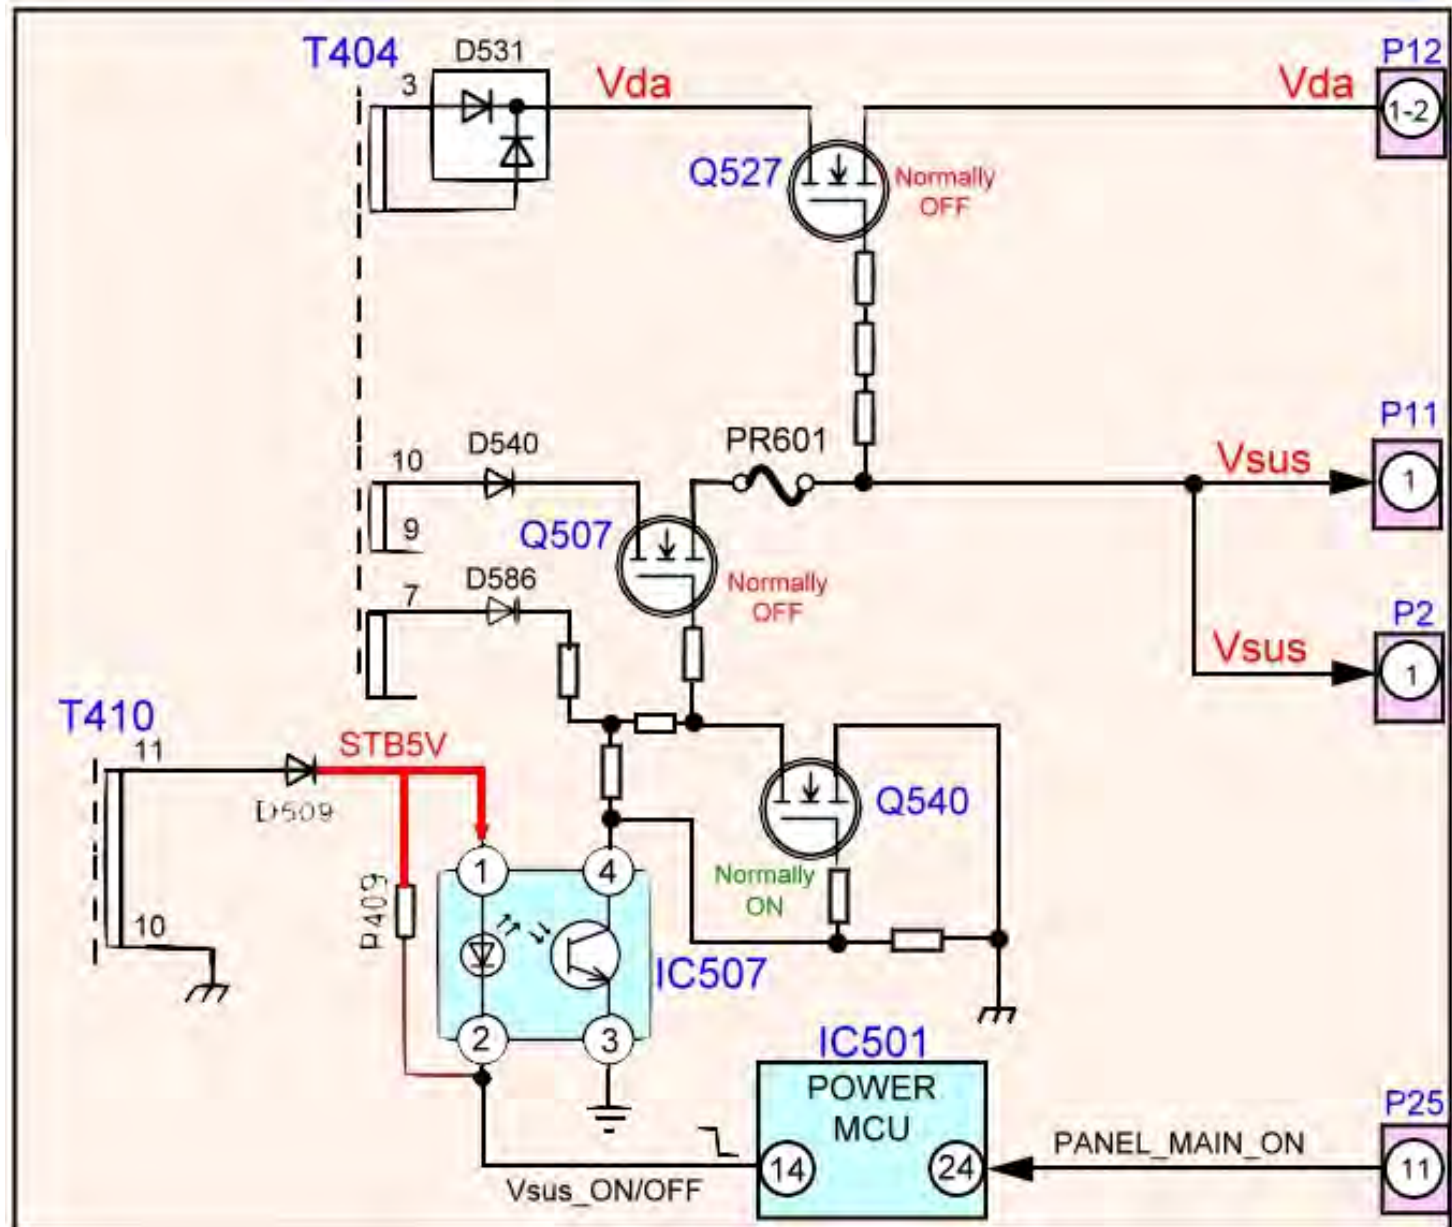 T404
D531
P12
3
Vda
Vda
1-2
Q527
Normally
OFF
P11
10
D540
PR601
Vsus
1
9
Q507
D586
7
Normally
OFF
P2
Vsus
1
T410
11
STB5V
D509
Q540
1
4
R409
Normally
ON
10
IC507
2
3
IC501
POWER
MCU
P25
PANEL_MAIN_ON
14
24
11
Vsus_ON/OFF